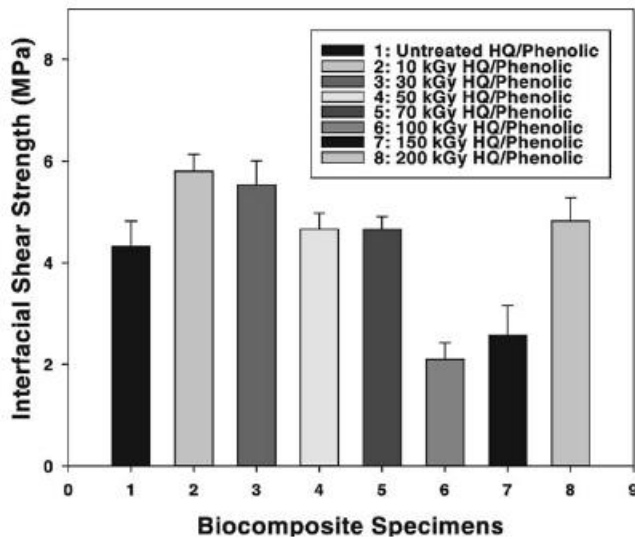 Interfacial Shear Strength (MPa)
8
6
4
2
0
1: Untreated HQ/Phenolic
2: 10 kGy HQ/Phenolic
3: 30 kGy HQ/Phenolic
4: 50 kGy HQ/Phenolic
5: 70 kGy HQ/Phenolic
6: 100 kGy HQ/Phenolic
7: 150 kGy HQ/Phenolic
8: 200 kGy HQ/Phenolic
0 1 2 3 4 5 6 7 8 9
Biocomposite Specimens